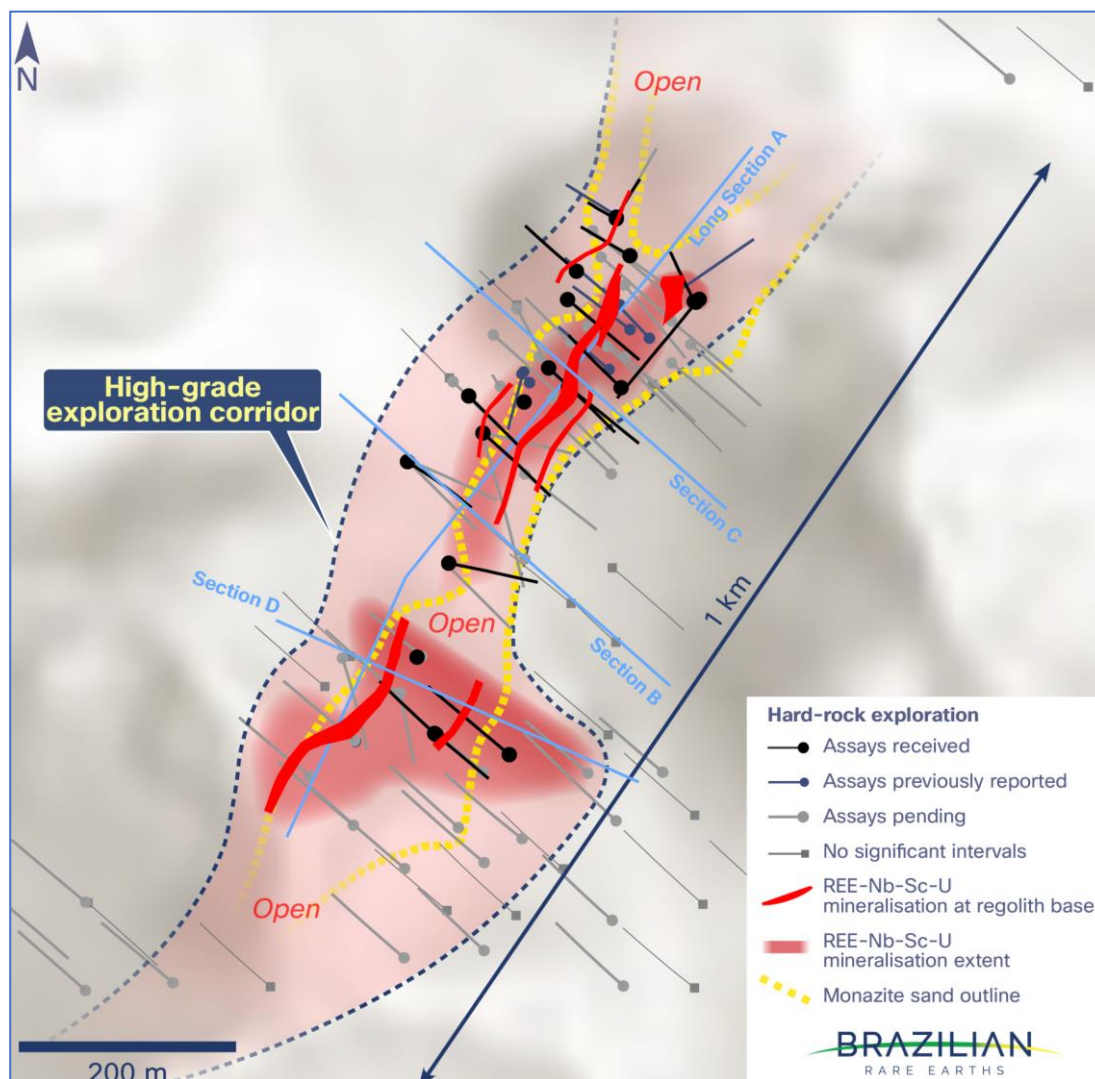 N
Open
Long Section A
High-grade
exploration corridor
Section C
1 km
Section D
Open
Section B
Open
200 m
Hard-rock exploration
Assays received
Assays previously reported
Assays pending
No significant intervals
REE-Nb-Sc-U
mineralisation at regolith base
REE-Nb-Sc-U
mineralisation extent
Monazite sand outline
BRAZILIAN
RARE EARTHS